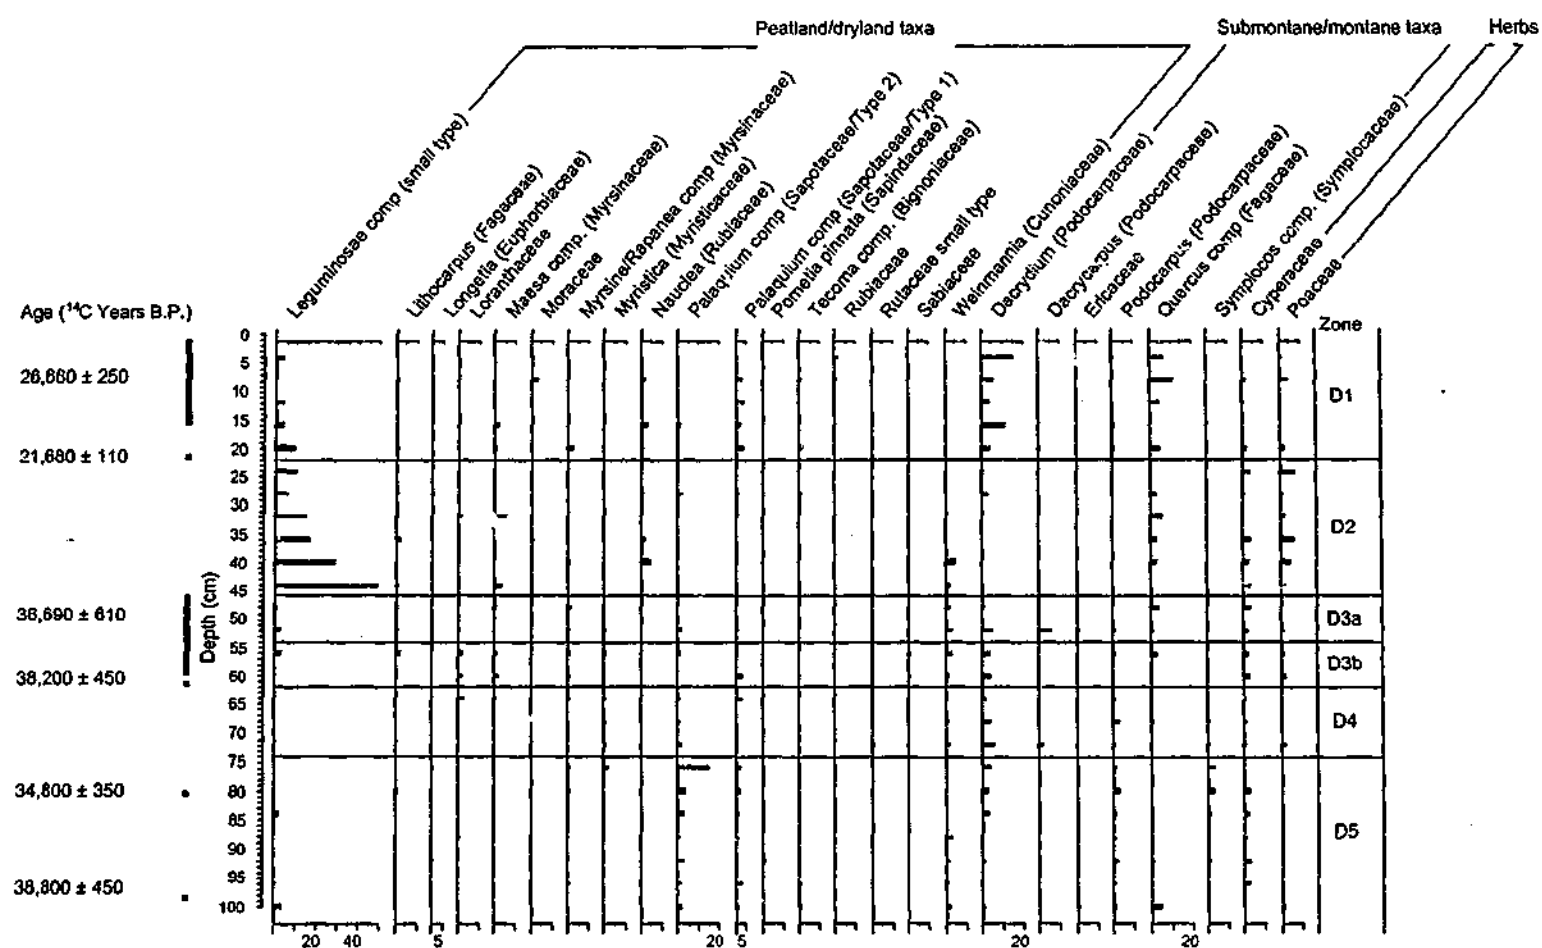 Peatland/dryland taxa
Submontane/montane taxa
Herbs
Leguminosae comp (small type)
Lithocarpus (Fagaceae)
Longetia (Euphorbiaceae)
Loranthaceae
Maesa comp. (Myrsinaceae)
Moraceae
Myrsine/Rapanea comp (Myrsinaceae)
Myristica (Myristicaceae)
Nauclea (Rubiaceae)
Palaquium comp (Sapotaceae/Type 2)
Palaquium comp (Sapotaceae/Type 1)
Pometia pinnata (Sapindaceae)
Tecoma comp. (Bignoniaceae)
Rubiaceae
Rutaceae small type
Sabiaceae
Weinmannia (Cunoniaceae)
Dacrydium (Podocarpaceae)
Dacrycarpus (Podocarpaceae)
Ericaceae
Podocarpus (Podocarpaceae)
Quercus comp (Fagaceae)
Symplocos comp. (Symplocaceae)
Cyperaceae
Poaceae
Age (¹⁴C Years B.P.)
Zone
0
5
26,660 ± 250
10
D1
15
20
21,680 ± 110
25
30
D2
35
40
45
36,690 ± 610
50
D3a
Depth (cm)
55
D3b
60
38,200 ± 450
65
70
D4
75
34,800 ± 350
80
85
D5
90
95
38,800 ± 450
100
20 40 5 20 5 20 20